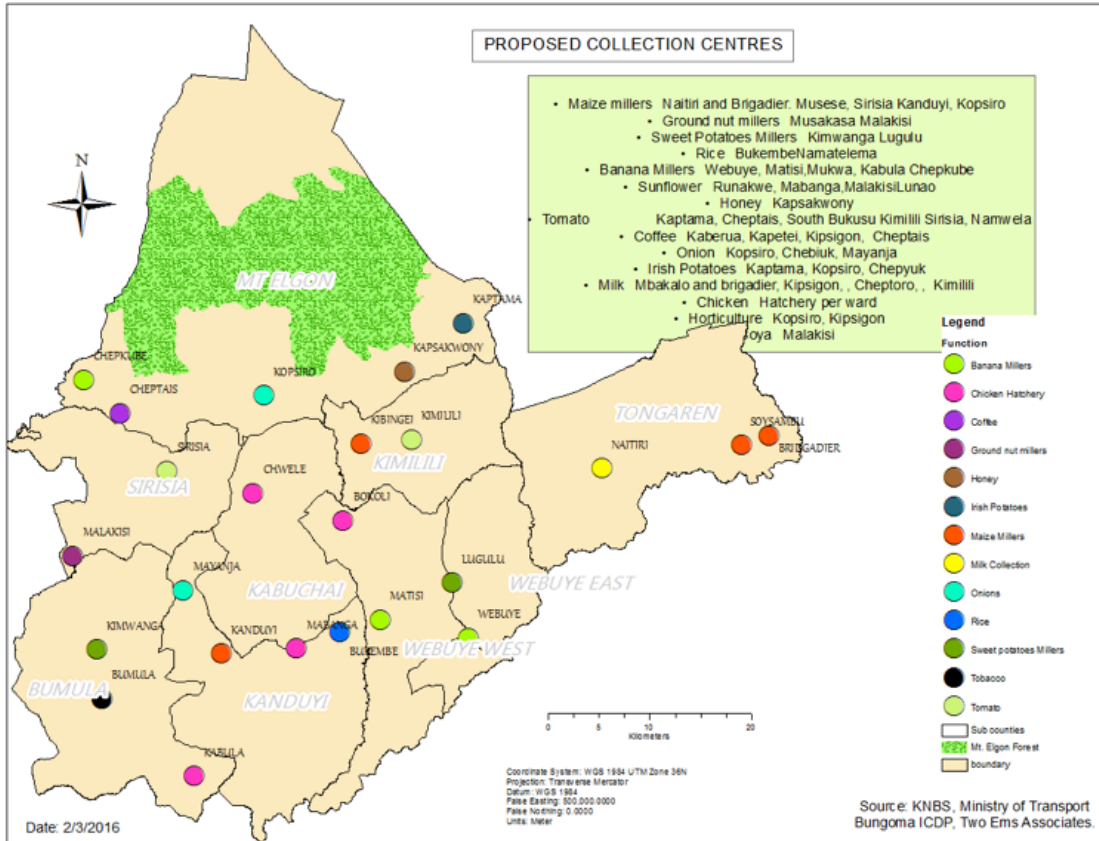 PROPOSED COLLECTION CENTRES
• Maize millers Naitiri and Brigadier. Musese, Sirisia Kanduyi, Kopsiro
• Ground nut millers Musakasa Malakisi
• Sweet Potatoes Millers Kimwanga Lugulu
• Rice BukembeNamatelema
• Banana Millers Webuye, Matisi,Mukwa, Kabula Chepkube
• Sunflower Runakwe, Mabanga,MalakisiLunao
• Honey Kapsakwony
• Tomato Kaptama, Cheptais, South Bukusu Kimilili Sirisia, Namwela
• Coffee Kaberua, Kapetei, Kipsigon, Cheptais
• Onion Kopsiro, Chebiuk, Mayanja
• Irish Potatoes Kaptama, Kopsiro, Chepyuk
• Milk Mbakalo and brigadier, Kipsigon, , Cheptoro, , Kimilili
• Chicken Hatchery per ward
• Horticulture Kopsiro, Kipsigon
oya Malakisi
N
MT ELGON
KAPTAMA
CHEPKUBE
KAPSAKWONY
CHEPTAIS
KOPSIRO
KIBINGEI
KIMILILI
TONGAREN
SOYSAMBU
BRIDGADIER
NAITIRI
SIRISIA
CHWELE
KIMILILI
SIRISIA
BOKOLI
MALAKISI
LUGULU
MAYANJA
KABUCHAI
WEBUYE EAST
MATISI
WEBUYE
KIMWANGA
KANDUYI
MABANGA
BUKEMBE
WEBUYE WEST
BUMULA
BUMULA
KANDUYI
KABULA
Legend
Function
Banana Millers
Chicken Hatchery
Coffee
Ground nut millers
Honey
Irish Potatoes
Maize Millers
Milk Collection
Onions
Rice
Sweet potatoes Millers
Tobacco
Tomato
Sub counties
Mt. Elgon Forest
boundary
0 5 10 20
Kilometers
Coordinate System: WGS 1984 UTM Zone 36N
Projection: Transverse Mercator
Datum: WGS 1984
False Easting: 500,000.0000
False Northing: 0.0000
Units: Meter
Date: 2/3/2016
Source: KNBS, Ministry of Transport
Bungoma ICDP, Two Ems Associates.